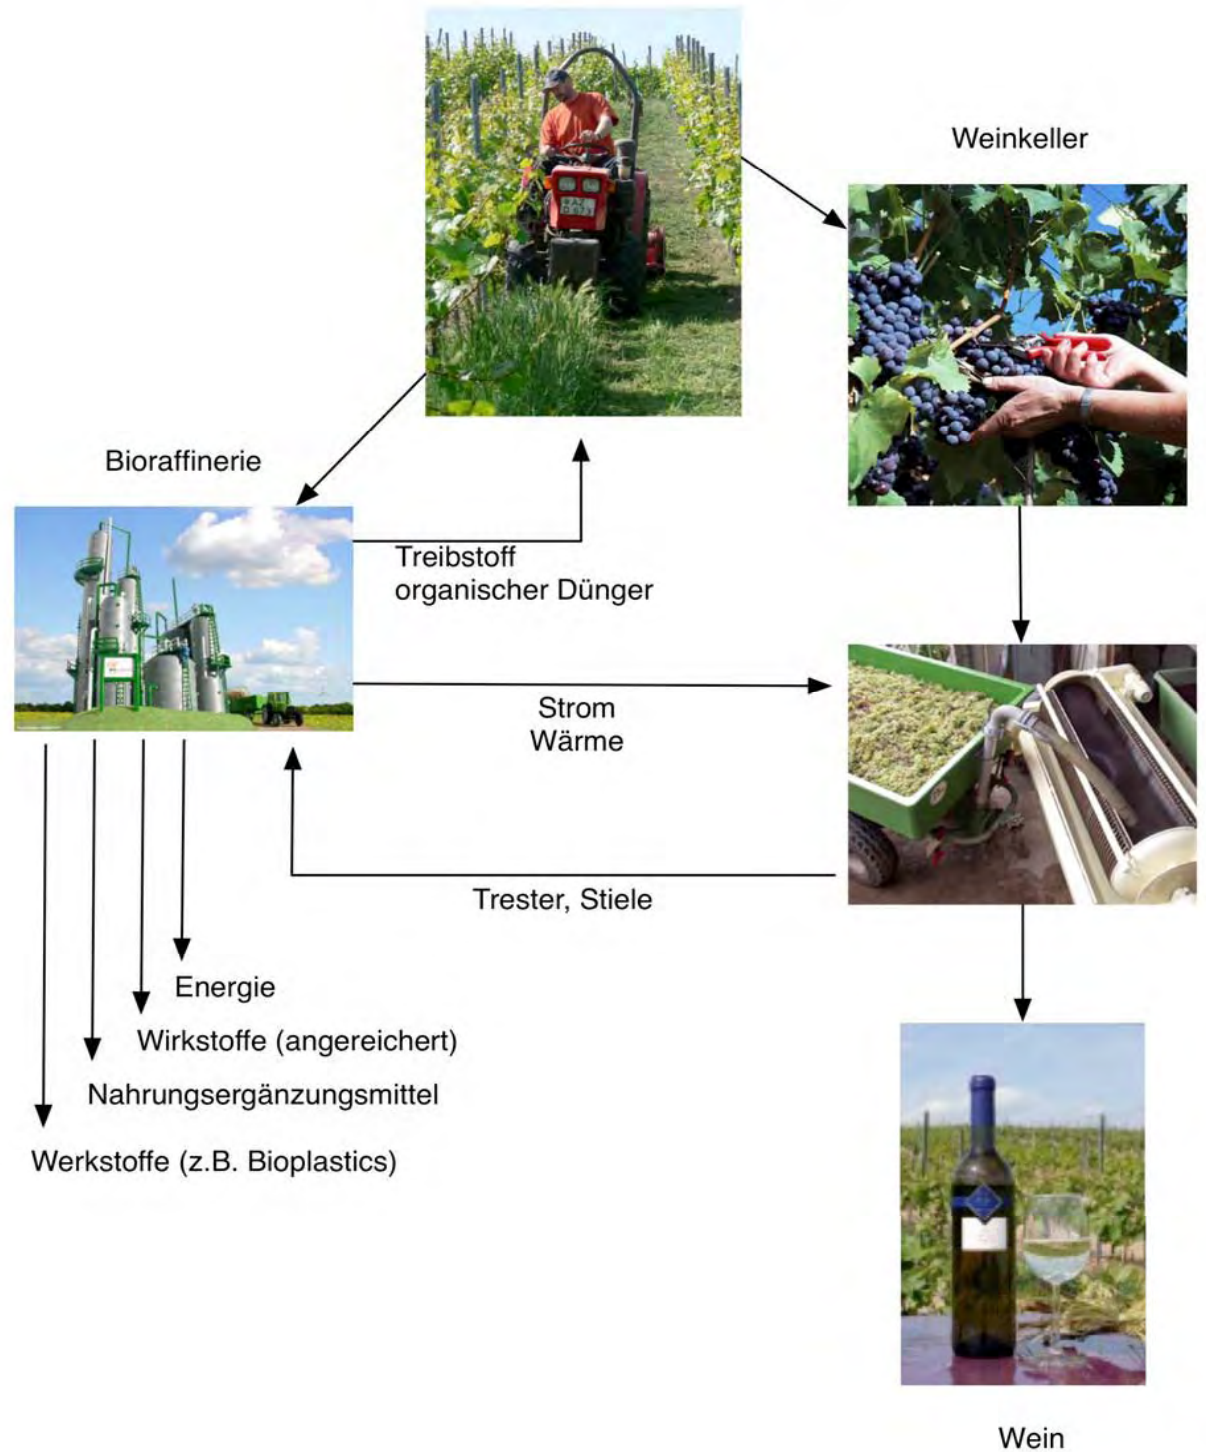 Weinkeller
Bioraffinerie
Treibstoff
organischer Dünger
Strom
Wärme
Trester, Stiele
Energie
Wirkstoffe (angereichert)
Nahrungsergänzungsmittel
Werkstoffe (z.B. Bioplastics)
Wein